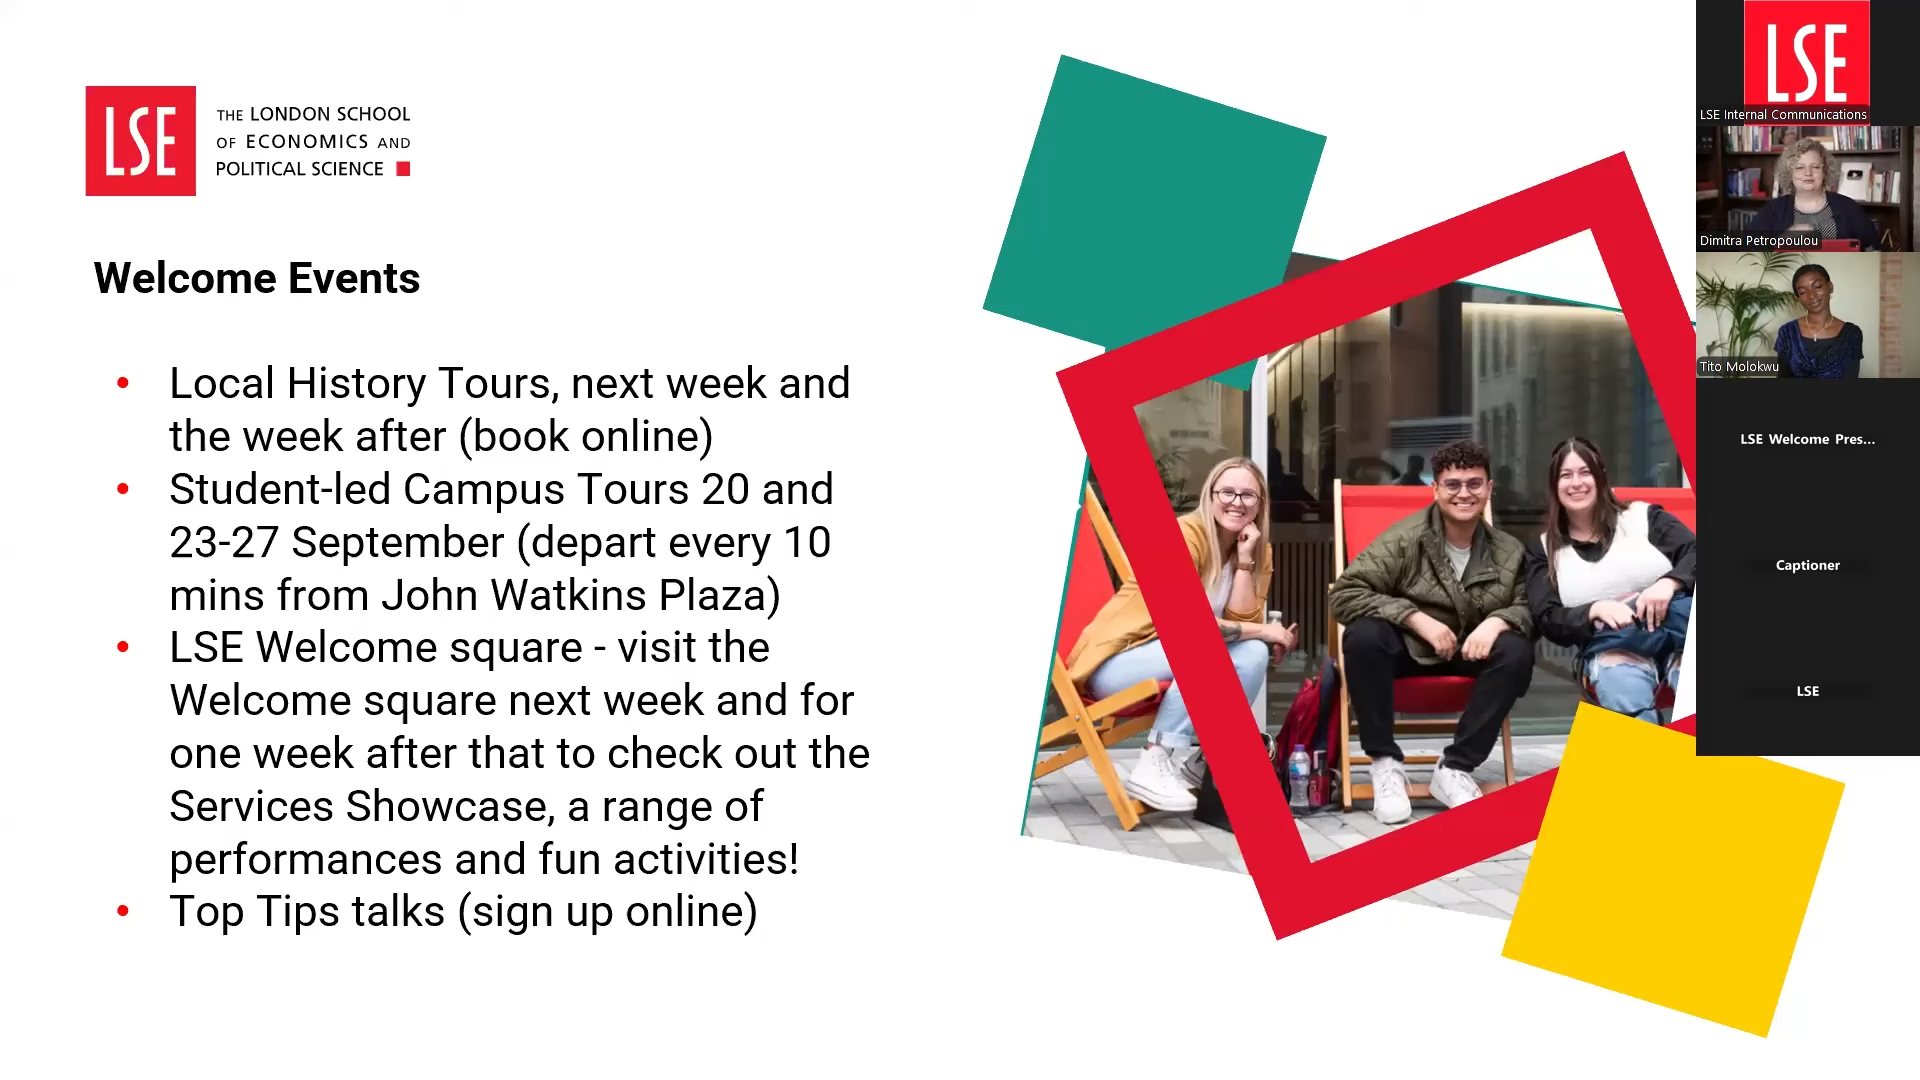 LSE
THE LONDON SCHOOL
OF ECONOMICS AND
POLITICAL SCIENCE
Welcome Events
• Local History Tours, next week and
the week after (book online)
• Student-led Campus Tours 20 and
23-27 September (depart every 10
mins from John Watkins Plaza)
• LSE Welcome square - visit the
Welcome square next week and for
one week after that to check out the
Services Showcase, a range of
performances and fun activities!
• Top Tips talks (sign up online)
LSE
LSE Internal Communications
Dimitra Petropoulou
Tito Molokwu
LSE Welcome Pres...
Captioner
LSE